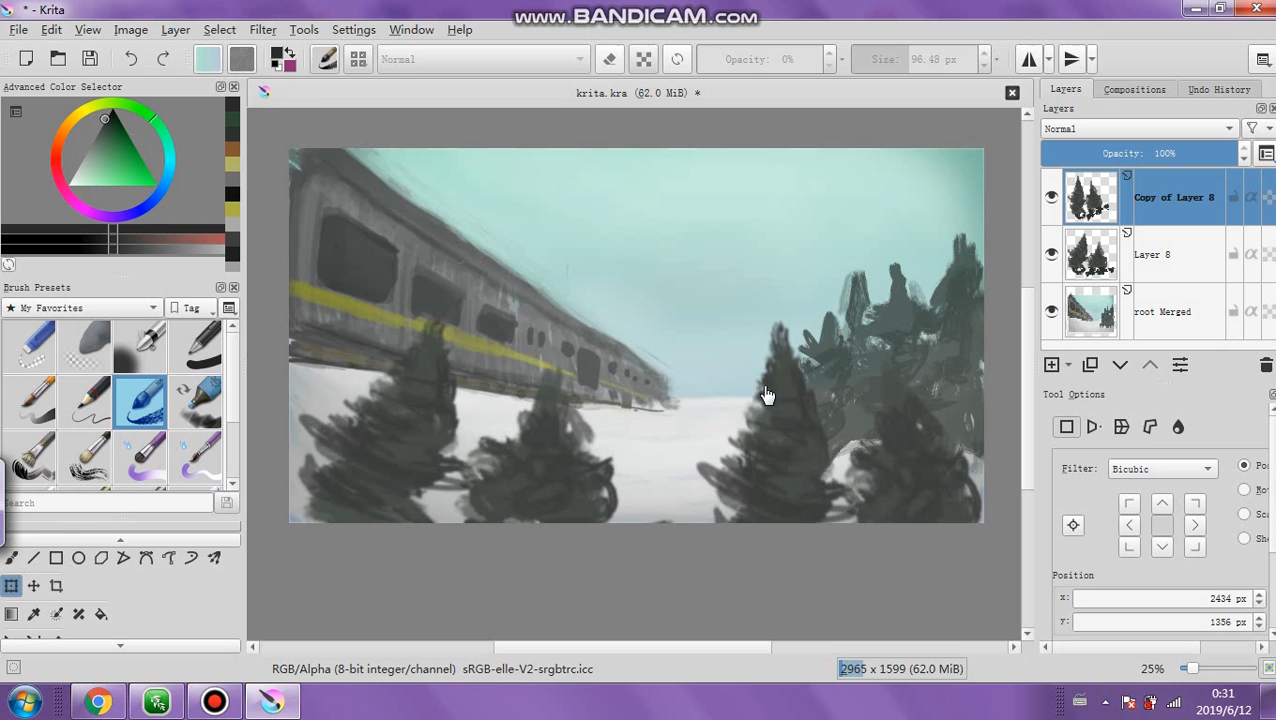 * - Krita
www.BANDICAM.com
File Edit View Image Layer Select Filter Tools Settings Window Help
Normal
Opacity: 0%
Size: 96.48 px
Advanced Color Selector
krita.kra (62.0 MiB) *
Layers Compositions Undo History
Layers
Normal
Opacity: 100%
Copy of Layer 8
Layer 8
root Merged
Brush Presets
My Favorites
Tag
Tool Options
Filter: Bicubic
Search
Position
x: 2434 px
y: 1356 px
RGB/Alpha (8-bit integer/channel) sRGB-elle-V2-srgbtrc.icc
2965 x 1599 (62.0 MiB)
25%
0:31
2019/6/12